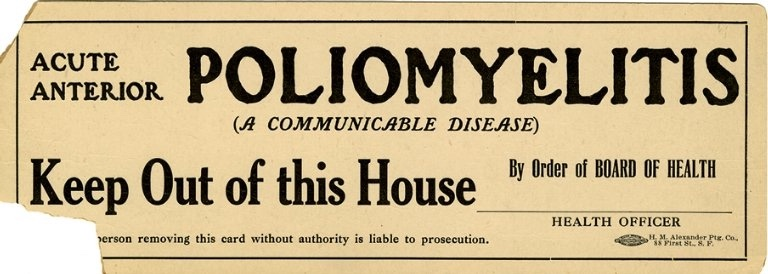 ACUTE
ANTERIOR POLIOMYELITIS
(A COMMUNICABLE DISEASE)
Keep Out of this House
By Order of BOARD OF HEALTH
HEALTH OFFICER
person removing this card without authority is liable to prosecution.
H. M. Alexander Ptg. Co.,
88 First St., S. F.